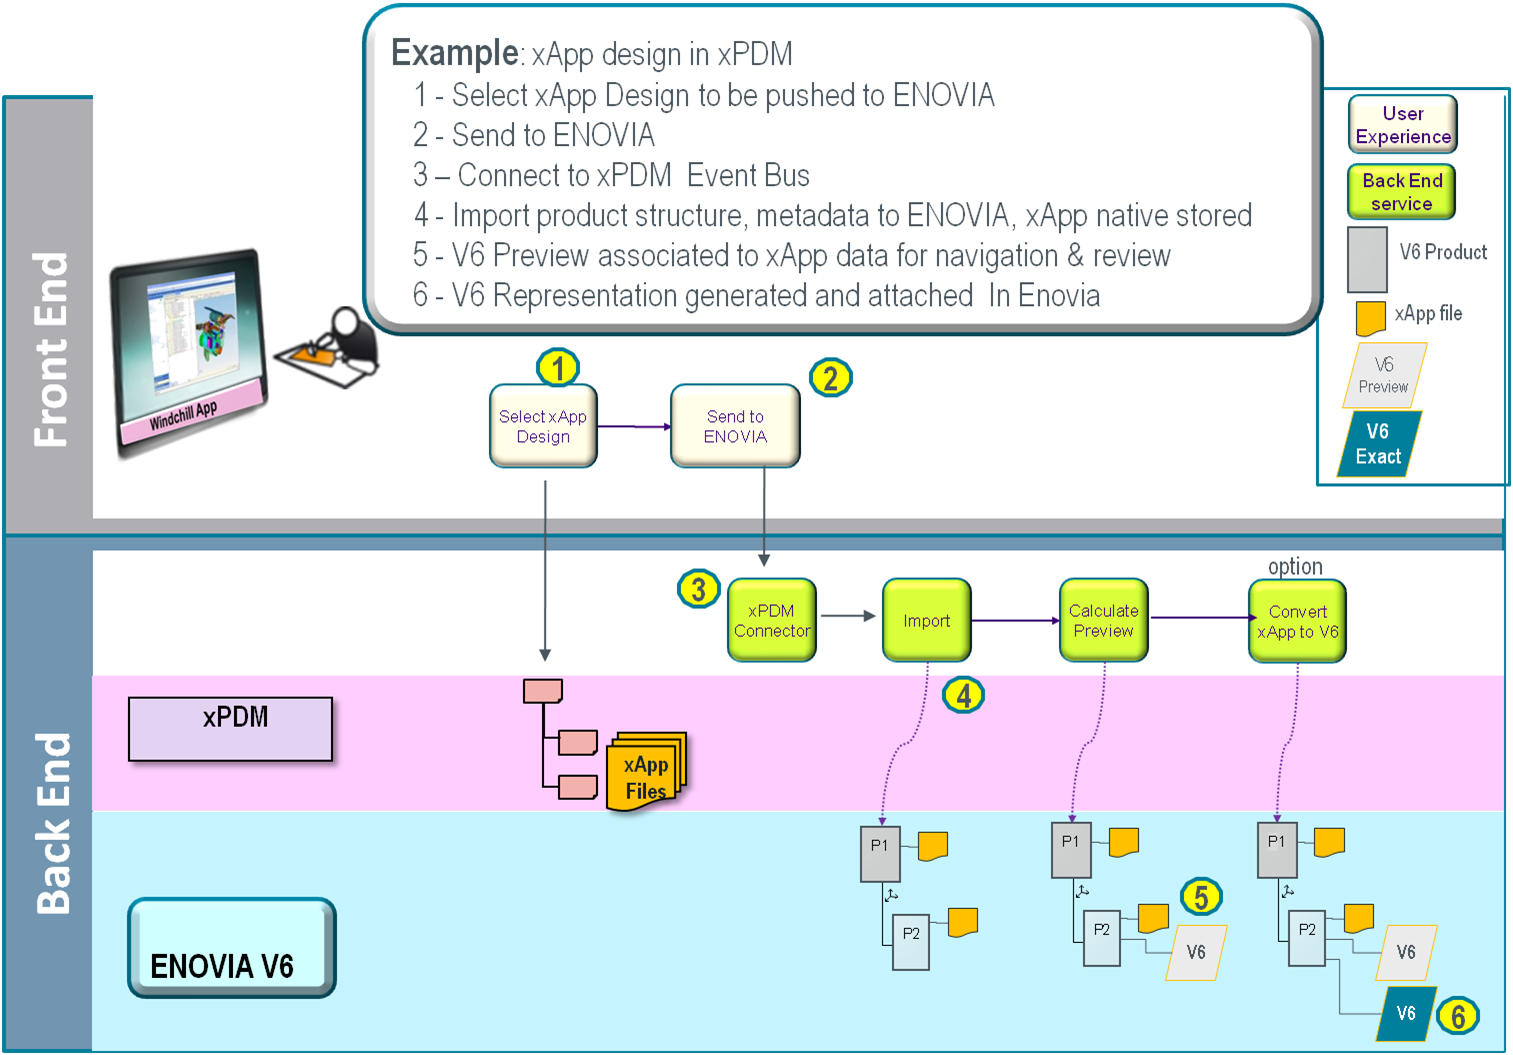 Example: xApp design in xPDM
1 - Select xApp Design to be pushed to ENOVIA
2 - Send to ENOVIA
3 – Connect to xPDM Event Bus
4 - Import product structure, metadata to ENOVIA, xApp native stored
5 - V6 Preview associated to xApp data for navigation & review
6 - V6 Representation generated and attached In Enovia
User
Experience
Back End
service
V6 Product
xApp file
V6
Preview
V6
Exact
Front End
Windchill App
1
2
Select xApp
Design
Send to
ENOVIA
Back End
option
3
xPDM
Connector
Import
Calculate
Preview
Convert
xApp to V6
4
xPDM
xApp
Files
ENOVIA V6
P1
P2
P1
P2
5
V6
P1
P2
V6
V6
6